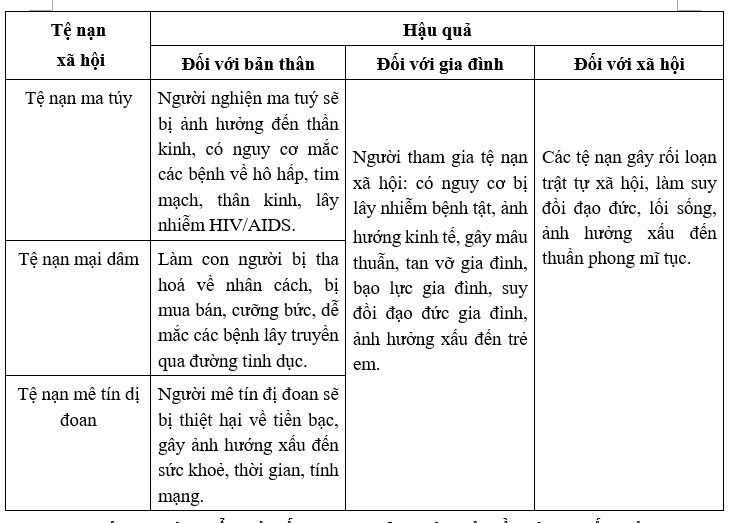 Tệ nạn
xã hội
Hậu quả
Đối với bản thân
Đối với gia đình
Đối với xã hội
Tệ nạn ma túy
Người nghiện ma tuý sẽ
bị ảnh hưởng đến thần
kinh, có nguy cơ mắc
các bệnh về hô hấp, tim
mạch, thân kinh, lây
nhiễm HIV/AIDS.
Tệ nạn mại dâm
Làm con người bị tha
hoá về nhân cách, bị
mua bán, cưỡng bức, dễ
mắc các bệnh lây truyền
qua đường tình dục.
Tệ nạn mê tín dị
đoan
Người mê tín đị đoan sẽ
bị thiệt hại về tiền bạc,
gây ảnh hướng xấu đến
sức khoẻ, thời gian, tính
mạng.
Người tham gia tệ nạn
xã hội: có nguy cơ bị
lây nhiễm bệnh tật, ảnh
hướng kinh tế, gây mâu
thuẫn, tan vỡ gia đình,
bạo lực gia đình, suy
đồi đạo đức gia đình,
ảnh hưởng xấu đến trẻ
em.
Các tệ nạn gây rối loạn
trật tự xã hội, làm suy
đồi đạo đức, lối sống,
ảnh hưởng xấu đến
thuần phong mĩ tục.